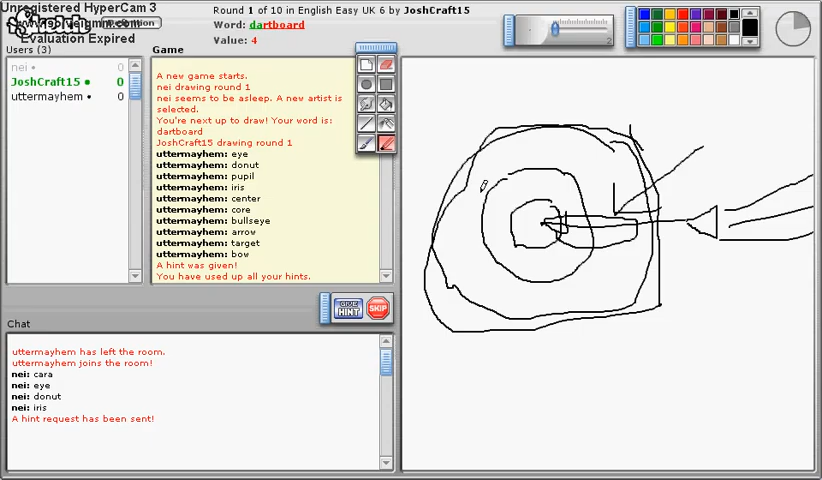 Unregistered HyperCam 3
Evaluation Expired
Definition
Round 1 of 10 in English Easy UK 6 by JoshCraft15
Word: dartboard
Value: 4
2
Users (3)
nei • 0
JoshCraft15 • 0
uttermayhem • 0
Game
A new game starts.
nei drawing round 1
nei seems to be asleep. A new artist is
selected.
You're next up to draw! Your word is:
dartboard
JoshCraft15 drawing round 1
uttermayhem: eye
uttermayhem: donut
uttermayhem: pupil
uttermayhem: iris
uttermayhem: center
uttermayhem: core
uttermayhem: bullseye
uttermayhem: arrow
uttermayhem: target
uttermayhem: bow
A hint was given!
You have used up all your hints.
GIVE HINT
SKIP
Chat
uttermayhem has left the room.
uttermayhem joins the room!
nei: cara
nei: eye
nei: donut
nei: iris
A hint request has been sent!